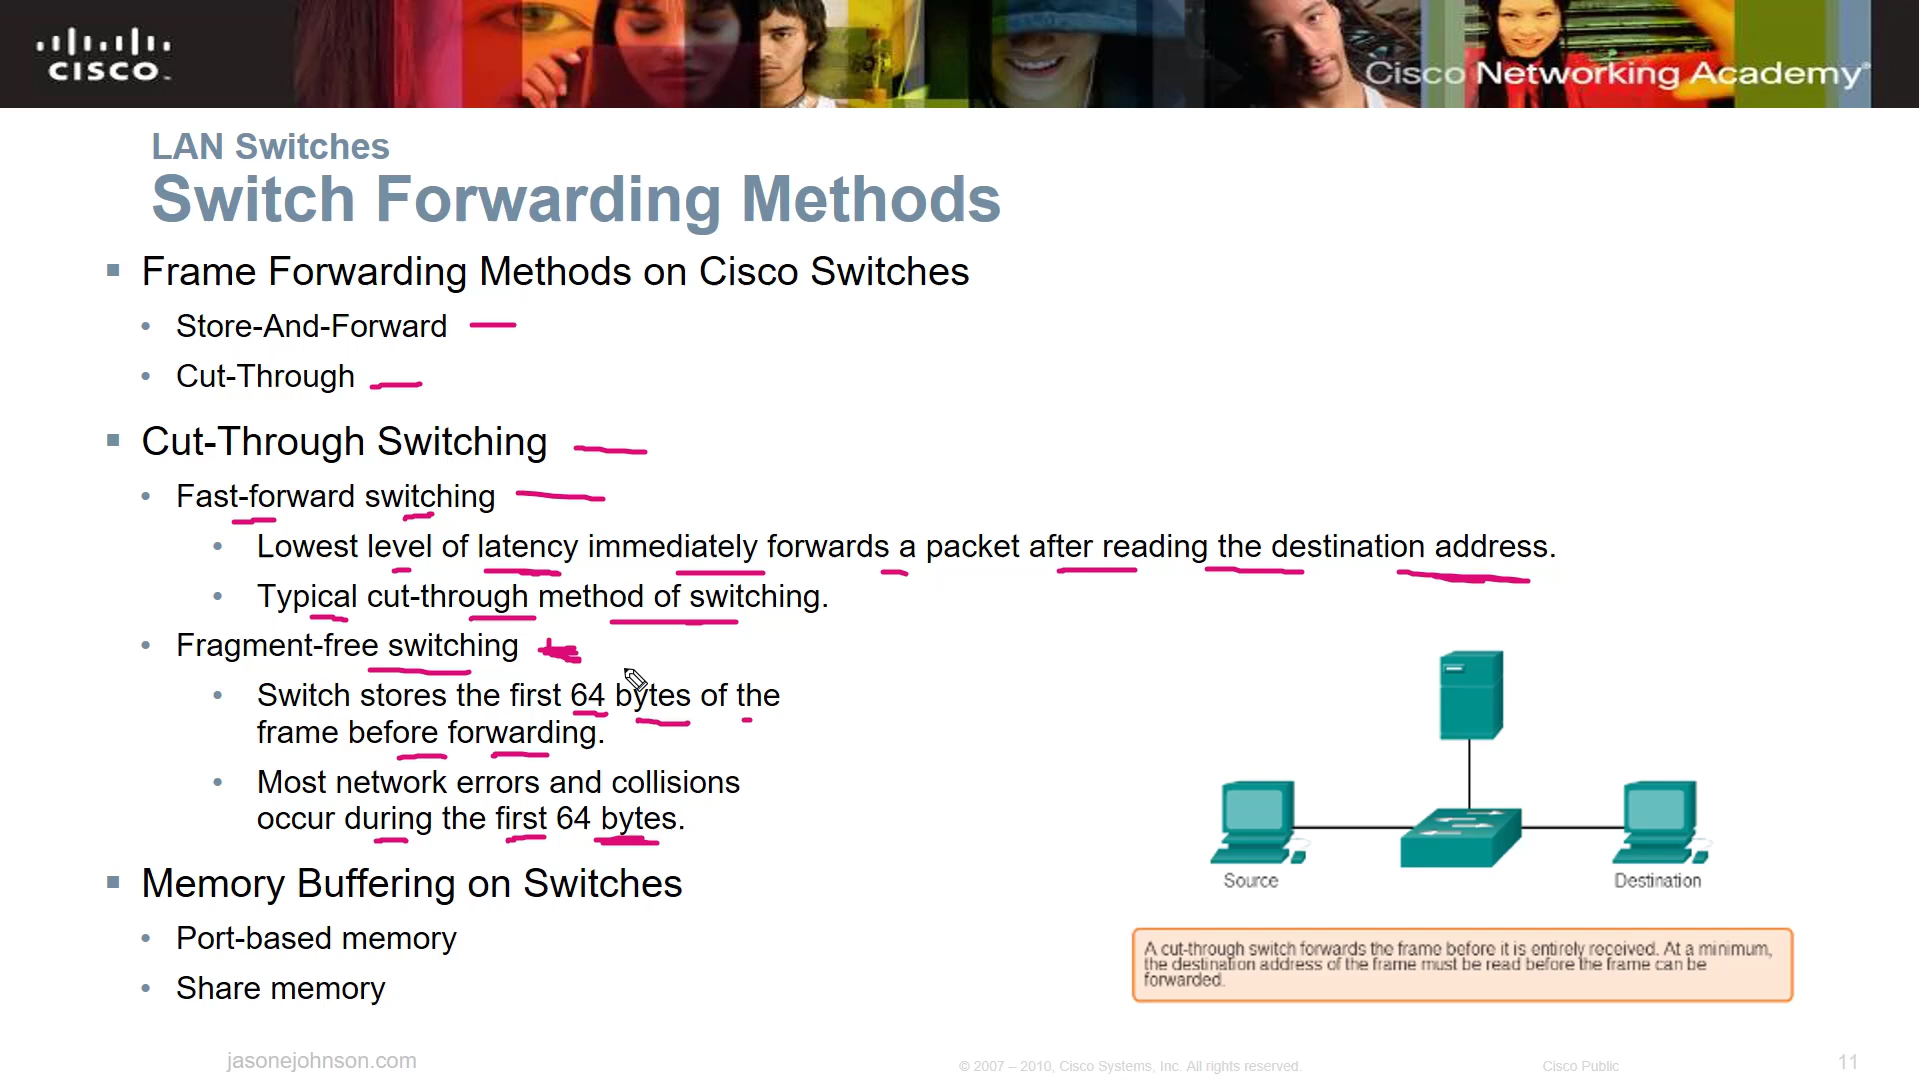 CISCO
Cisco Networking Academy®
LAN Switches
Switch Forwarding Methods
Frame Forwarding Methods on Cisco Switches
Store-And-Forward
Cut-Through
Cut-Through Switching
Fast-forward switching
Lowest level of latency immediately forwards a packet after reading the destination address.
Typical cut-through method of switching.
Fragment-free switching
Switch stores the first 64 bytes of the
frame before forwarding.
Most network errors and collisions
occur during the first 64 bytes.
Memory Buffering on Switches
Port-based memory
Share memory
Source
Destination
A cut-through switch forwards the frame before it is entirely received. At a minimum,
the destination address of the frame must be read before the frame can be
forwarded.
jasonejohnson.com
© 2007 – 2010, Cisco Systems, Inc. All rights reserved.
Cisco Public
11